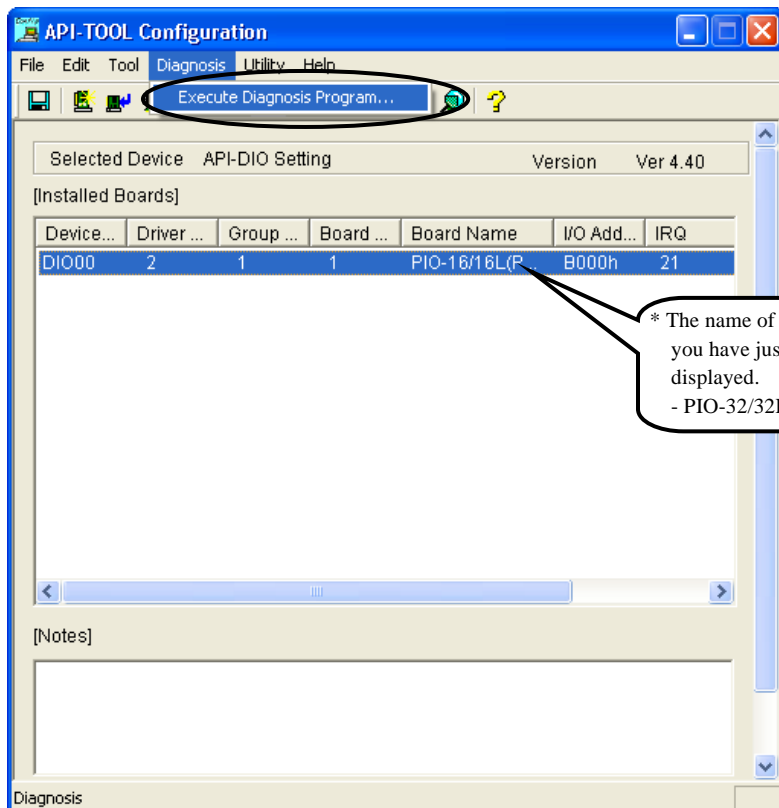 API-TOOL Configuration
File Edit Tool Diagnosis Utility Help
Execute Diagnosis Program...
Selected Device API-DIO Setting Version Ver 4.40
[Installed Boards]
Device... Driver ... Group ... Board ... Board Name I/O Add... IRQ
DIO00 2 1 1 PIO-16/16L(P... B000h 21
* The name of
you have jus
displayed.
- PIO-32/32
[Notes]
Diagnosis